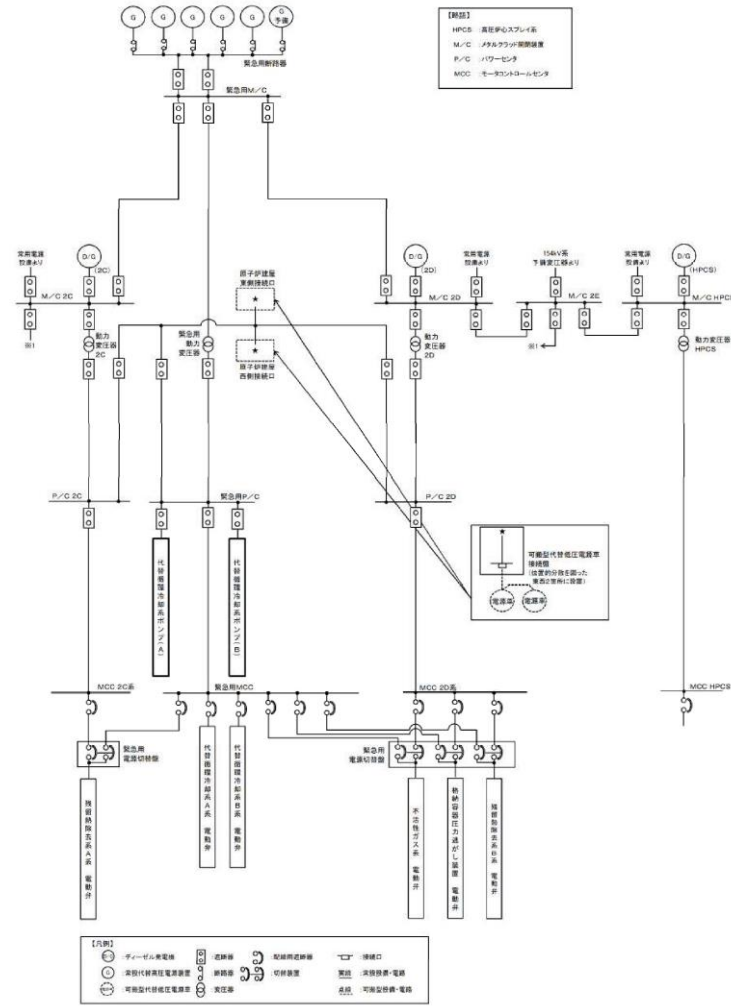 G
G
G
G
G
G
予備
緊急用断路器
緊急用M/C
【略語】
HPCS :高圧炉心スプレイ系
M/C :メタルクラッド開閉装置
P/C :パワーセンタ
MCC :モータコントロールセンタ
常用電源
設備より
D/G
(2C)
M/C 2C
※1
動力
変圧器
2C
原子炉建屋
東側接続口
★
緊急用
動力
変圧器
★
原子炉建屋
西側接続口
D/G
(2D)
M/C 2D
動力
変圧器
2D
常用電源
設備より
154kV系
予備変圧器より
M/C 2E
※1
常用電源
設備より
D/G
(HPCS)
M/C HPCS
動力変圧器
HPCS
P/C 2C
緊急用P/C
P/C 2D
代替循環冷却系ポンプ(A)
代替循環冷却系ポンプ(B)
★
可搬型代替低圧電源車
接続盤
(位置的分散を図った
東西2箇所に設置)
電源車
電源車
MCC 2C系
緊急用MCC
MCC 2D系
MCC HPCS
緊急用
電源切替盤
緊急用
電源切替盤
残留熱除去系A系 電動弁
代替循環冷却系A系 電動弁
代替循環冷却系B系 電動弁
不活性ガス系 電動弁
格納容器圧力逃がし装置 電動弁
残留熱除去系B系 電動弁
【凡例】
D/G :ディーゼル発電機
:遮断器
:配線用遮断器
:接続口
G :常設代替高圧電源装置
:断路器
:切替装置
実線 :常設設備・電路
:可搬型代替低圧電源車
:変圧器
点線 :可搬型設備・電路